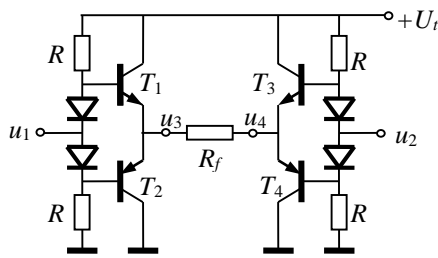 +U_t
R T_1 T_3 R
u_1 u_3 u_4 u_2
R_f
R T_2 T_4 R